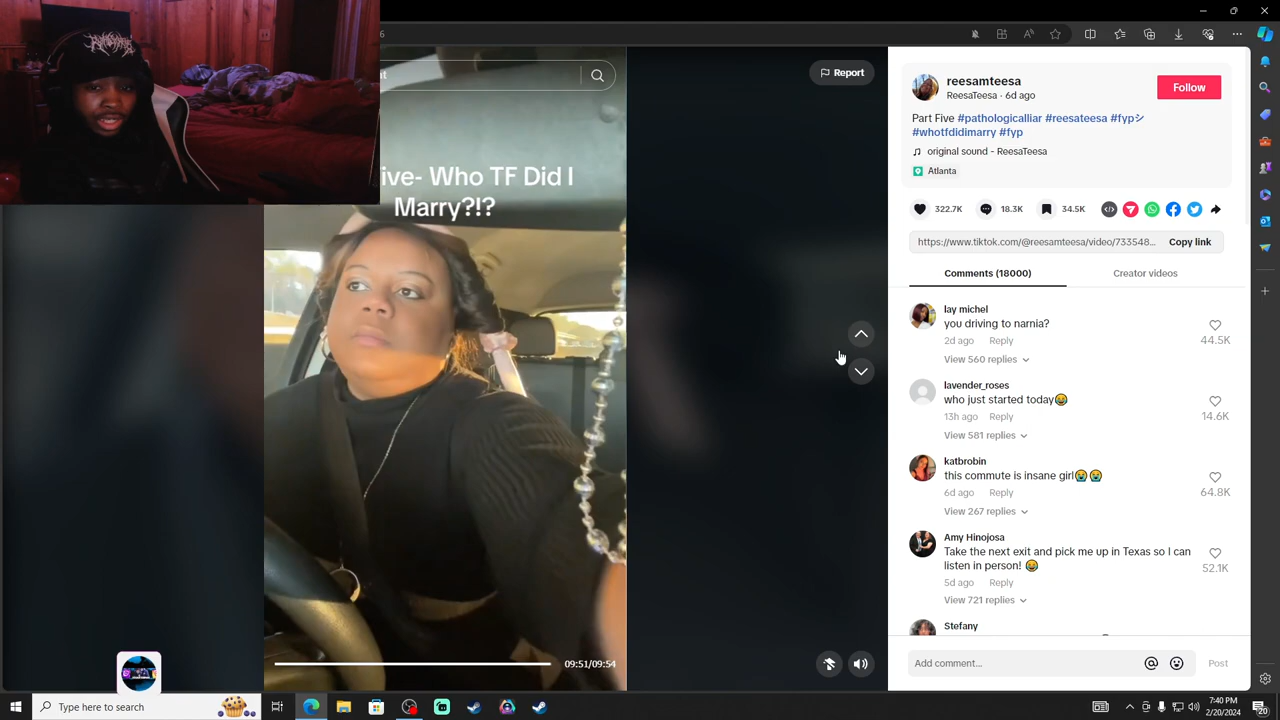 6
t
Report
ive- Who TF Did I
Marry?!?
09:51/09:54
reesamteesa
ReesaTeesa · 6d ago
Follow
Part Five #pathologicalliar #reesateesa #fypシ
#whotfdidimarry #fyp
original sound - ReesaTeesa
Atlanta
322.7K
18.3K
34.5K
https://www.tiktok.com/@reesamteesa/video/733548...
Copy link
Comments (18000)
Creator videos
lay michel
you driving to narnia?
2d ago Reply
44.5K
View 560 replies
lavender_roses
who just started today😂
13h ago Reply
14.6K
View 581 replies
katbrobin
this commute is insane girl😭😭
6d ago Reply
64.8K
View 267 replies
Amy Hinojosa
Take the next exit and pick me up in Texas so I can
listen in person! 😂
5d ago Reply
52.1K
View 721 replies
Stefany
Add comment...
Post
Type here to search
7:40 PM
2/20/2024
20